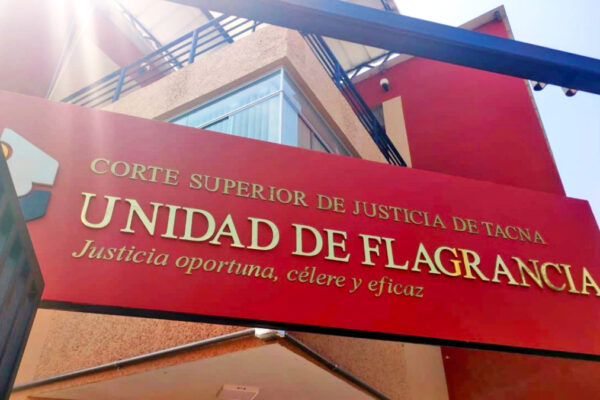 CORTE SUPERIOR DE JUSTICIA DE TACNA
UNIDAD DE FLAGRANCIA
Justicia oportuna, célere y eficaz